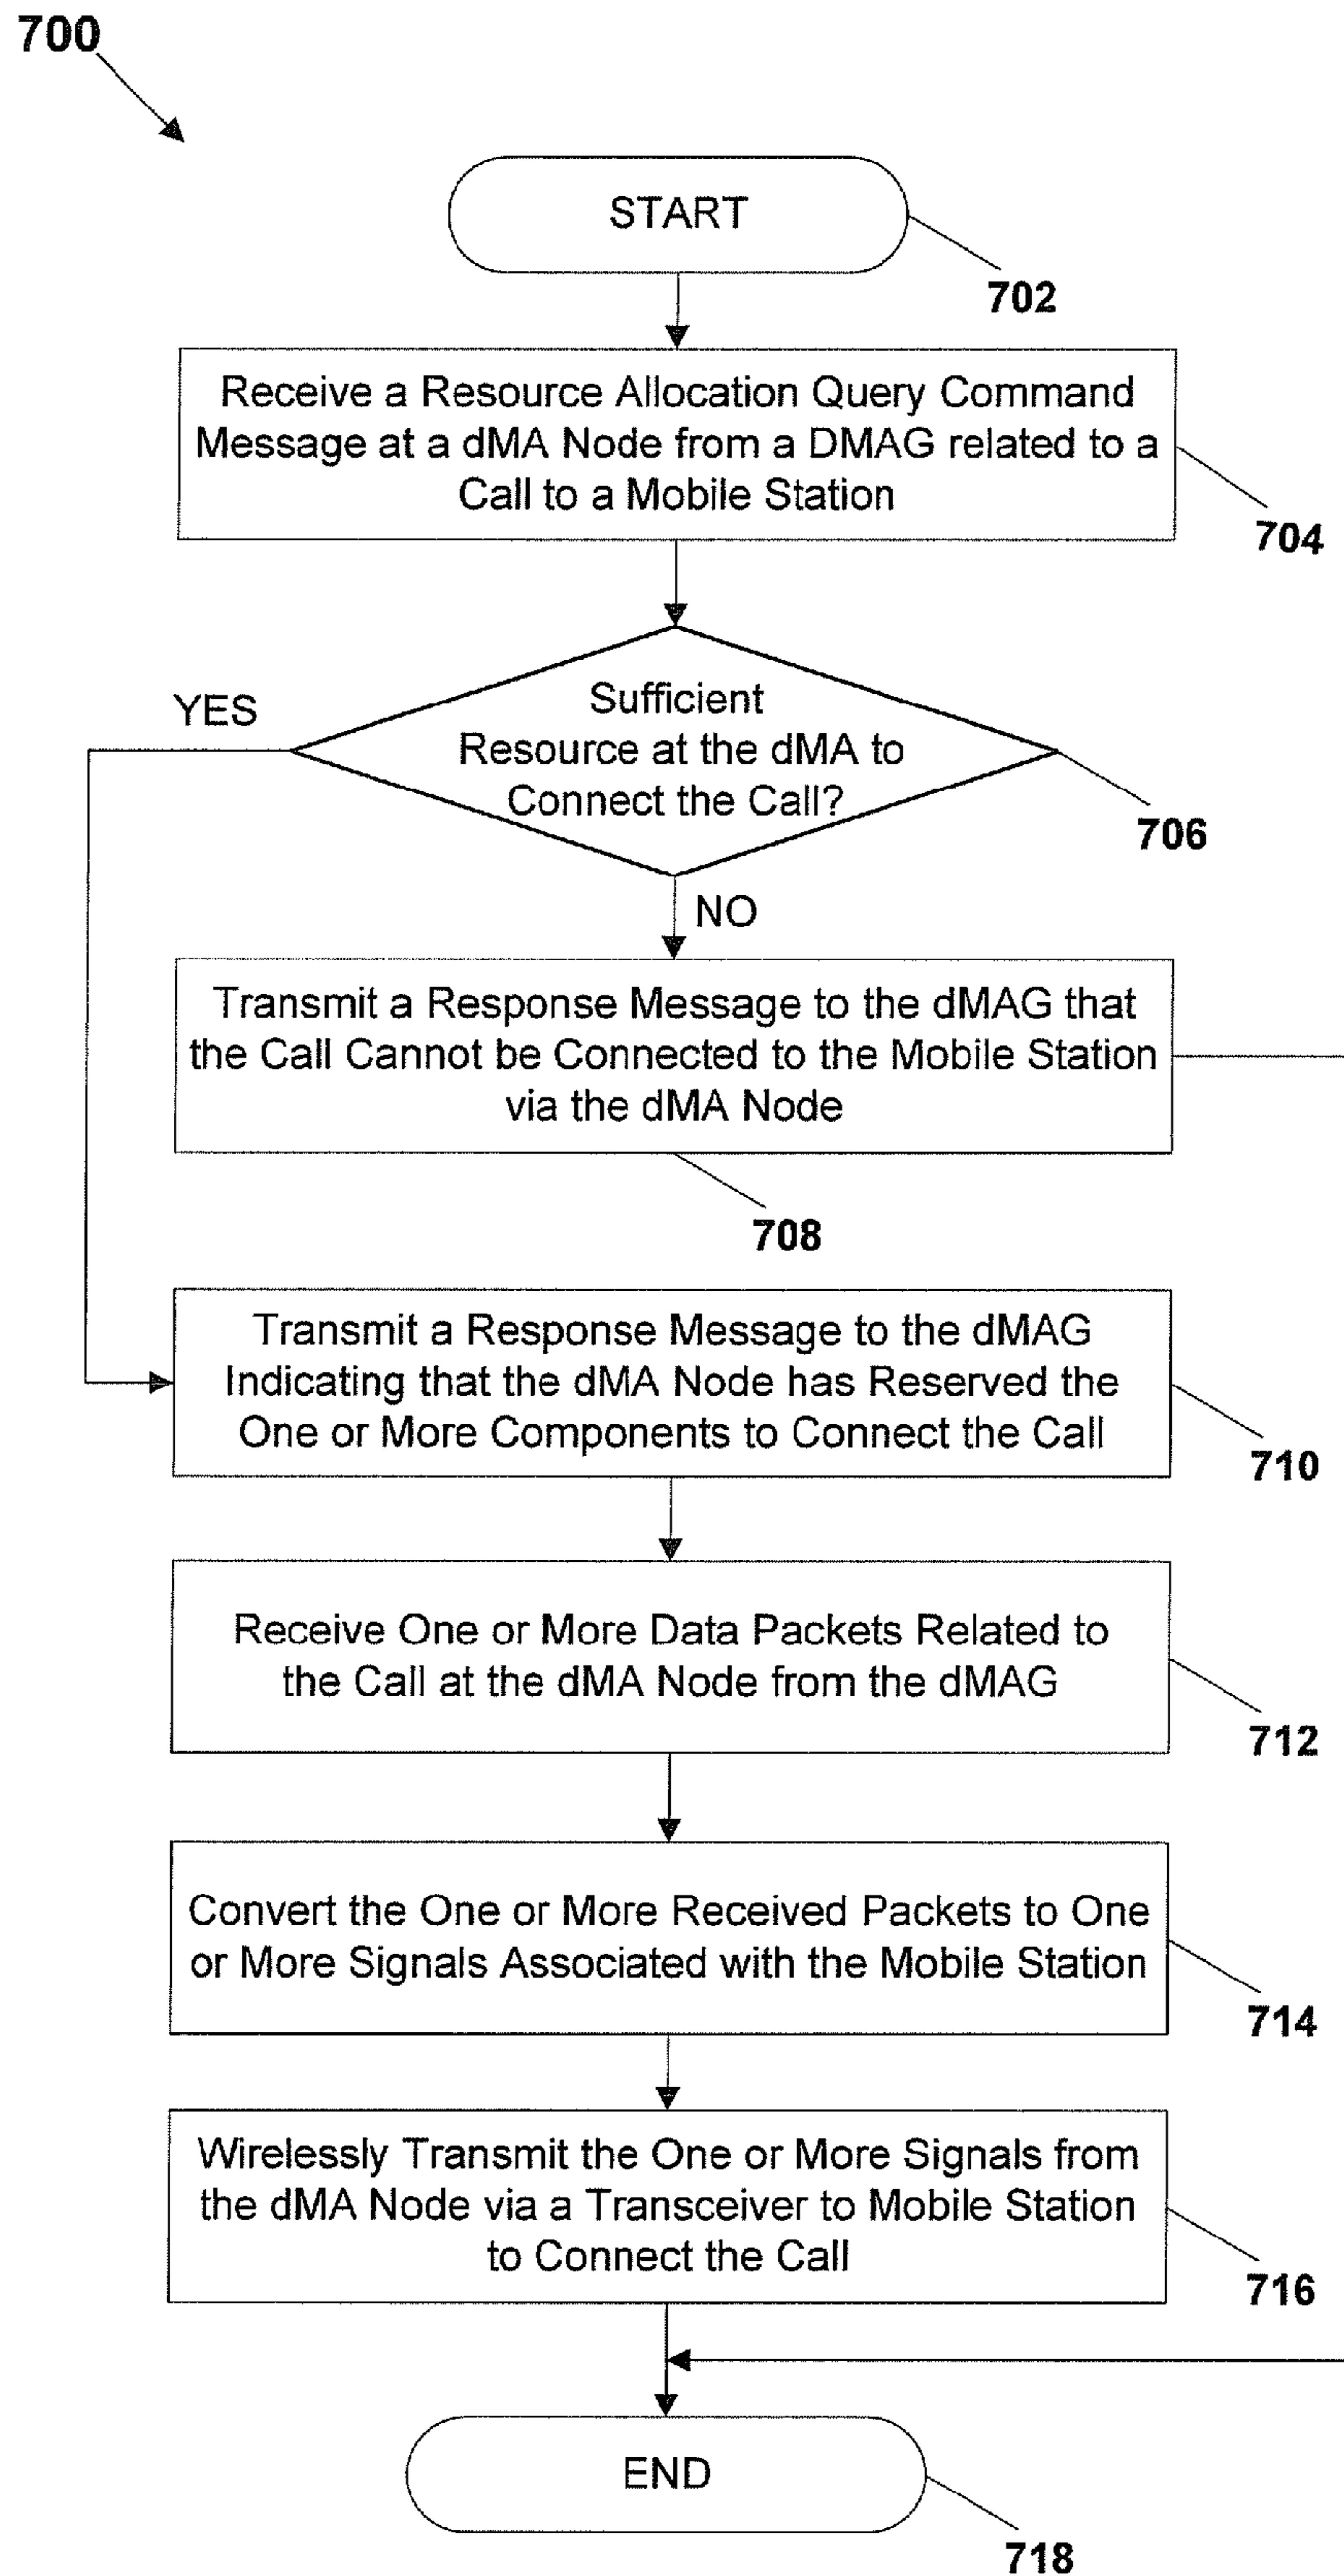 700
START
702
Receive a Resource Allocation Query Command
Message at a dMA Node from a DMAG related to a
Call to a Mobile Station
704
YES
Sufficient
Resource at the dMA to
Connect the Call?
706
NO
Transmit a Response Message to the dMAG that
the Call Cannot be Connected to the Mobile Station
via the dMA Node
708
Transmit a Response Message to the dMAG
Indicating that the dMA Node has Reserved the
One or More Components to Connect the Call
710
Receive One or More Data Packets Related to
the Call at the dMA Node from the dMAG
712
Convert the One or More Received Packets to One
or More Signals Associated with the Mobile Station
714
Wirelessly Transmit the One or More Signals from
the dMA Node via a Transceiver to Mobile Station
to Connect the Call
716
END
718